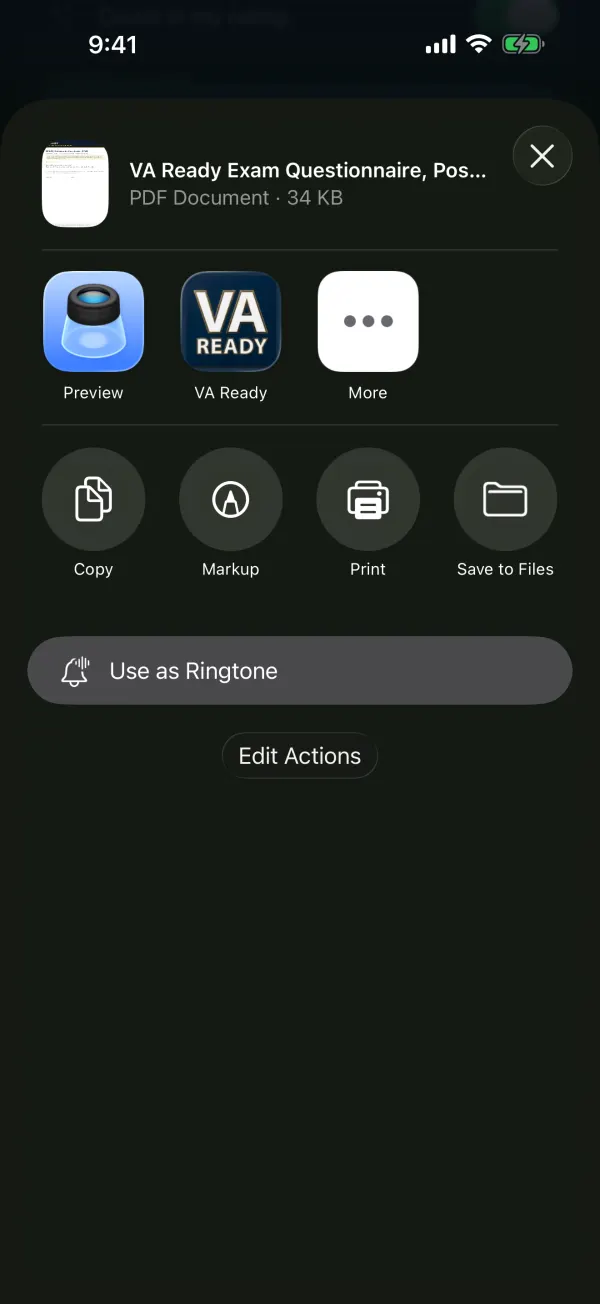 9:41
VA Ready Exam Questionnaire, Pos...
PDF Document · 34 KB
VA
READY
Preview
VA Ready
More
Copy
Markup
Print
Save to Files
Use as Ringtone
Edit Actions